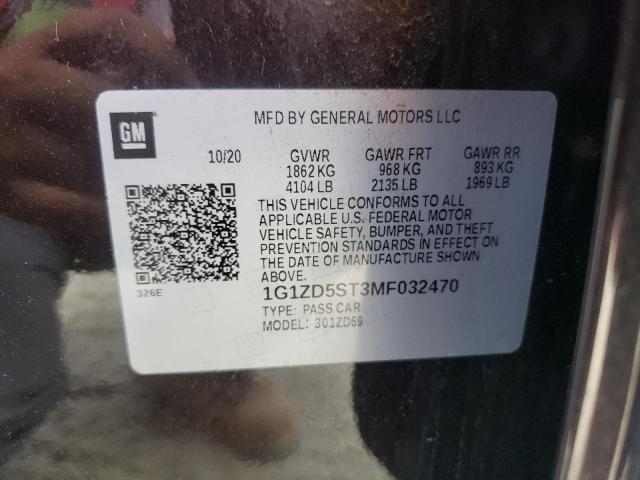 GM
MFD BY GENERAL MOTORS LLC
10/20 GVWR GAWR FRT GAWR RR
1862 KG 968 KG 893 KG
4104 LB 2135 LB 1969 LB
THIS VEHICLE CONFORMS TO ALL
APPLICABLE U.S. FEDERAL MOTOR
VEHICLE SAFETY, BUMPER, AND THEFT
PREVENTION STANDARDS IN EFFECT ON
THE DATE OF MANUFACTURE SHOWN
ABOVE.
326E
1G1ZD5ST3MF032470
TYPE: PASS CAR
MODEL: 301ZD69